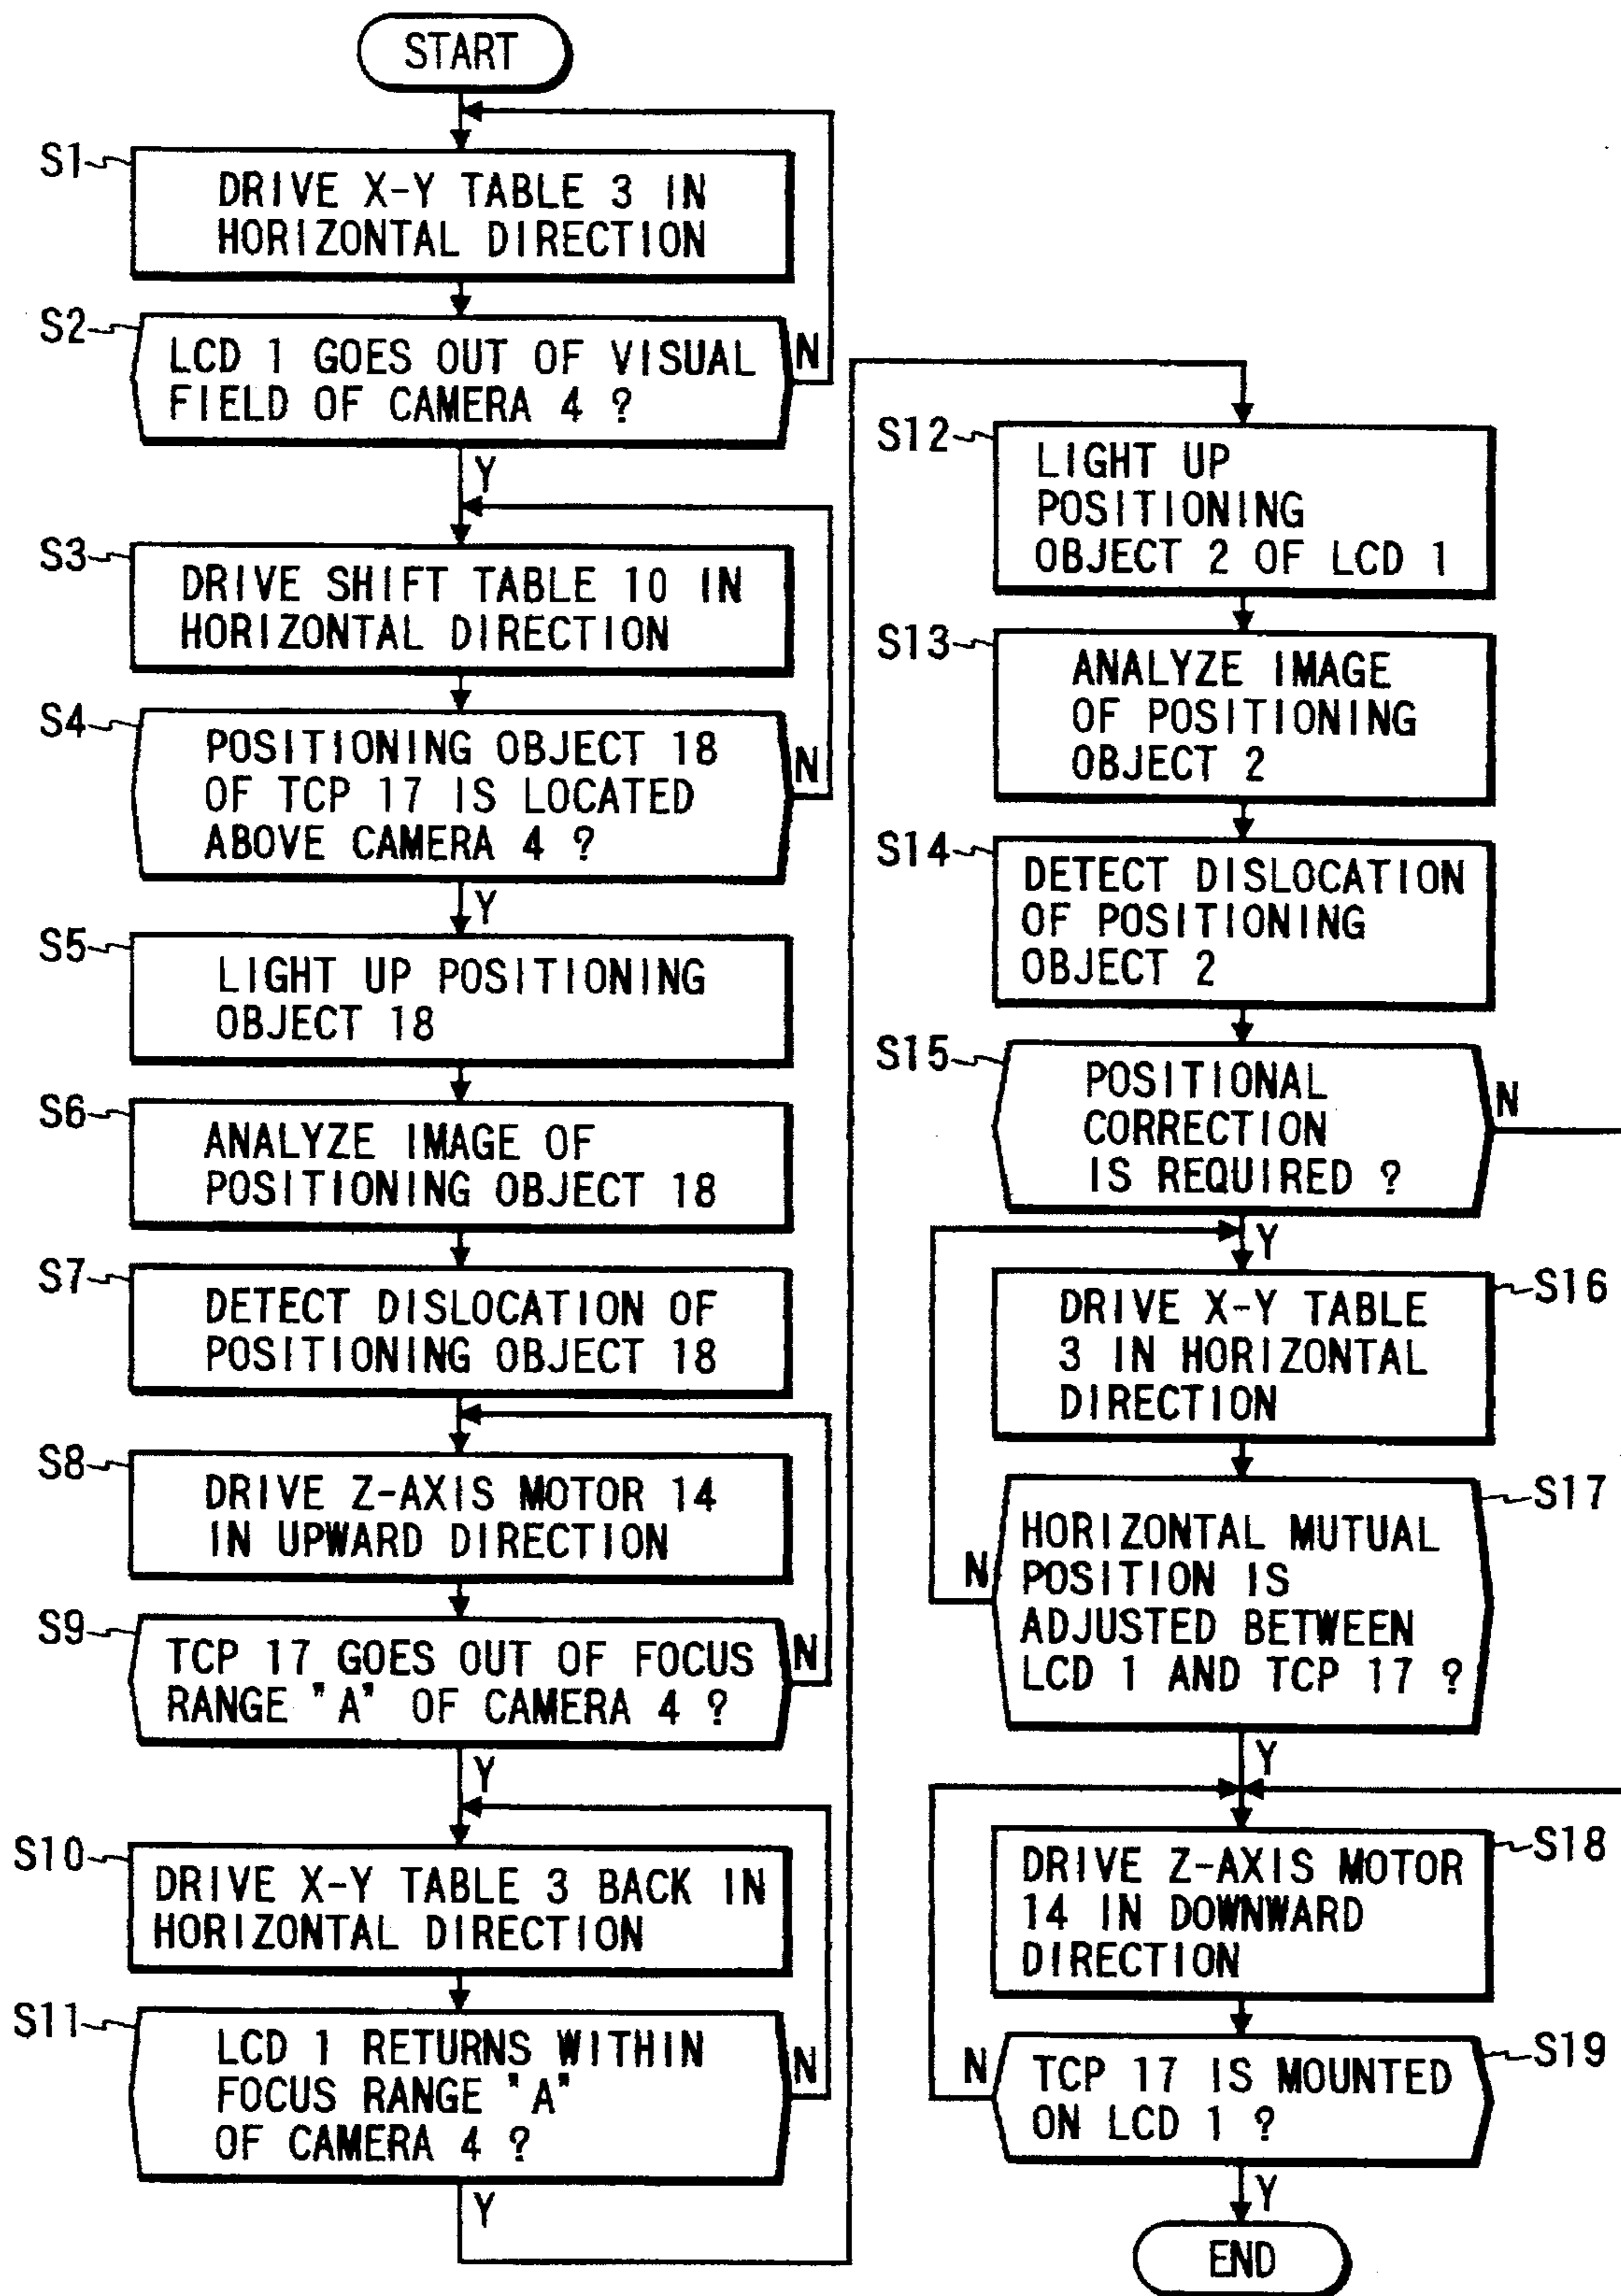 START
S1
DRIVE X-Y TABLE 3 IN
HORIZONTAL DIRECTION
S2
LCD 1 GOES OUT OF VISUAL
FIELD OF CAMERA 4 ?
N
Y
S3
DRIVE SHIFT TABLE 10 IN
HORIZONTAL DIRECTION
S4
POSITIONING OBJECT 18
OF TCP 17 IS LOCATED
ABOVE CAMERA 4 ?
N
Y
S5
LIGHT UP POSITIONING
OBJECT 18
S6
ANALYZE IMAGE OF
POSITIONING OBJECT 18
S7
DETECT DISLOCATION OF
POSITIONING OBJECT 18
S8
DRIVE Z-AXIS MOTOR 14
IN UPWARD DIRECTION
S9
TCP 17 GOES OUT OF FOCUS
RANGE "A" OF CAMERA 4 ?
N
Y
S10
DRIVE X-Y TABLE 3 BACK IN
HORIZONTAL DIRECTION
S11
LCD 1 RETURNS WITHIN
FOCUS RANGE "A"
OF CAMERA 4 ?
N
Y
S12
LIGHT UP
POSITIONING
OBJECT 2 OF LCD 1
S13
ANALYZE IMAGE
OF POSITIONING
OBJECT 2
S14
DETECT DISLOCATION
OF POSITIONING
OBJECT 2
S15
POSITIONAL
CORRECTION
IS REQUIRED ?
N
Y
S16
DRIVE X-Y TABLE
3 IN HORIZONTAL
DIRECTION
S17
HORIZONTAL MUTUAL
POSITION IS
ADJUSTED BETWEEN
LCD 1 AND TCP 17 ?
N
Y
S18
DRIVE Z-AXIS MOTOR
14 IN DOWNWARD
DIRECTION
S19
TCP 17 IS MOUNTED
ON LCD 1 ?
N
Y
END